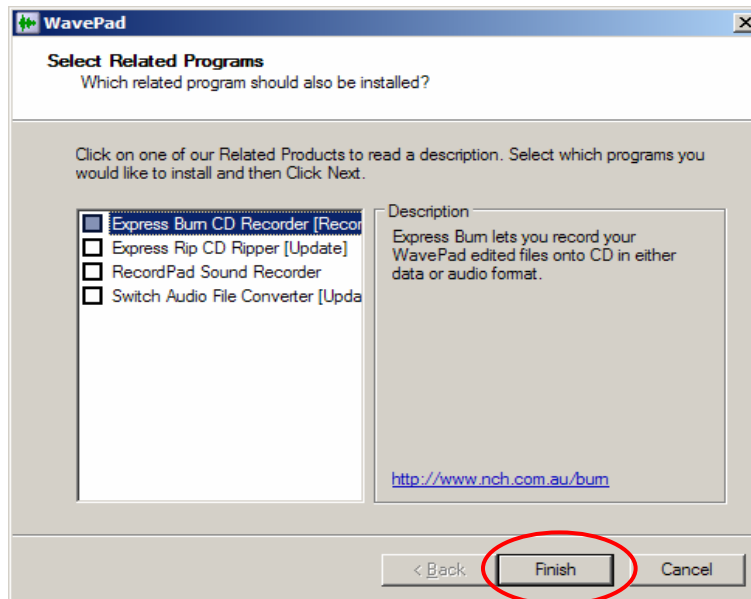 WavePad
Select Related Programs
Which related program should also be installed?
Click on one of our Related Products to read a description. Select which programs you
would like to install and then Click Next.
Express Burn CD Recorder [Recor
Express Rip CD Ripper [Update]
RecordPad Sound Recorder
Switch Audio File Converter [Upda
Description
Express Burn lets you record your
WavePad edited files onto CD in either
data or audio format.
http://www.nch.com.au/burn
< Back
Finish
Cancel